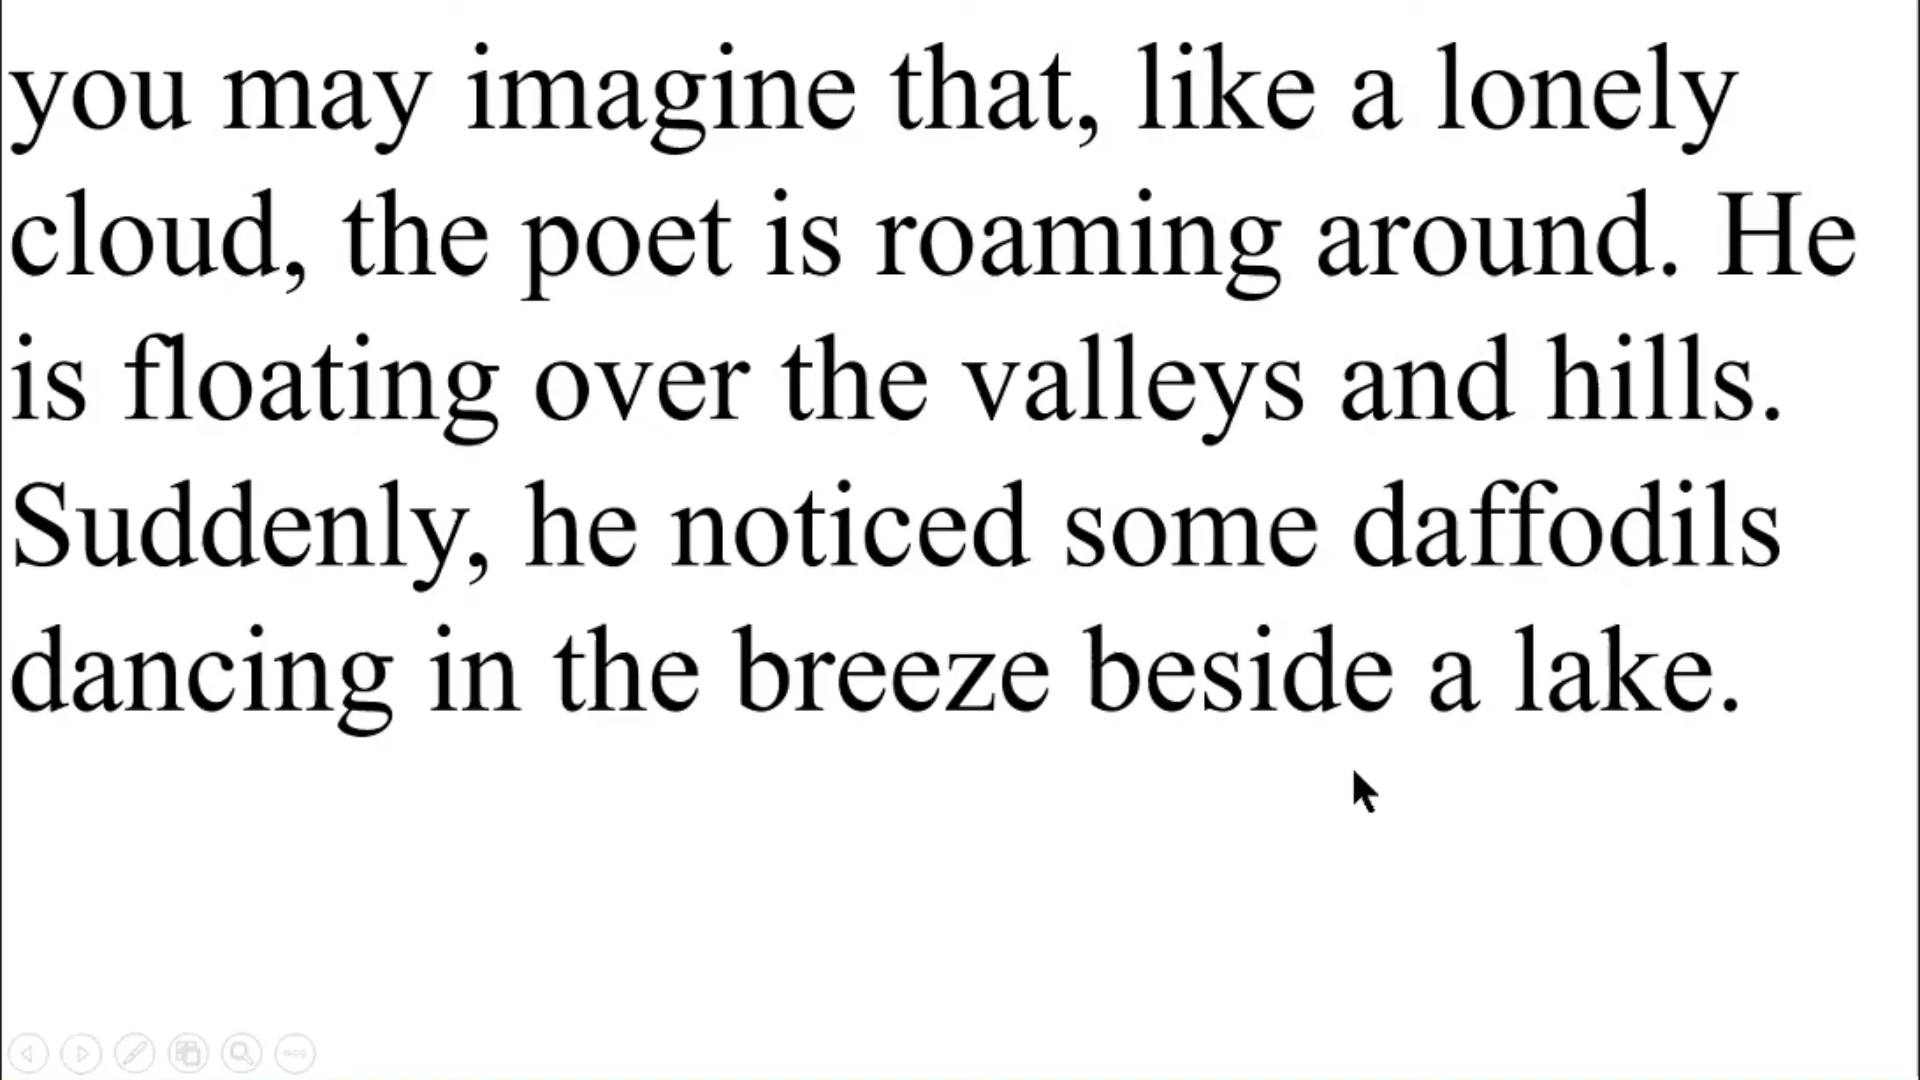 you may imagine that, like a lonely
cloud, the poet is roaming around. He
is floating over the valleys and hills.
Suddenly, he noticed some daffodils
dancing in the breeze beside a lake.